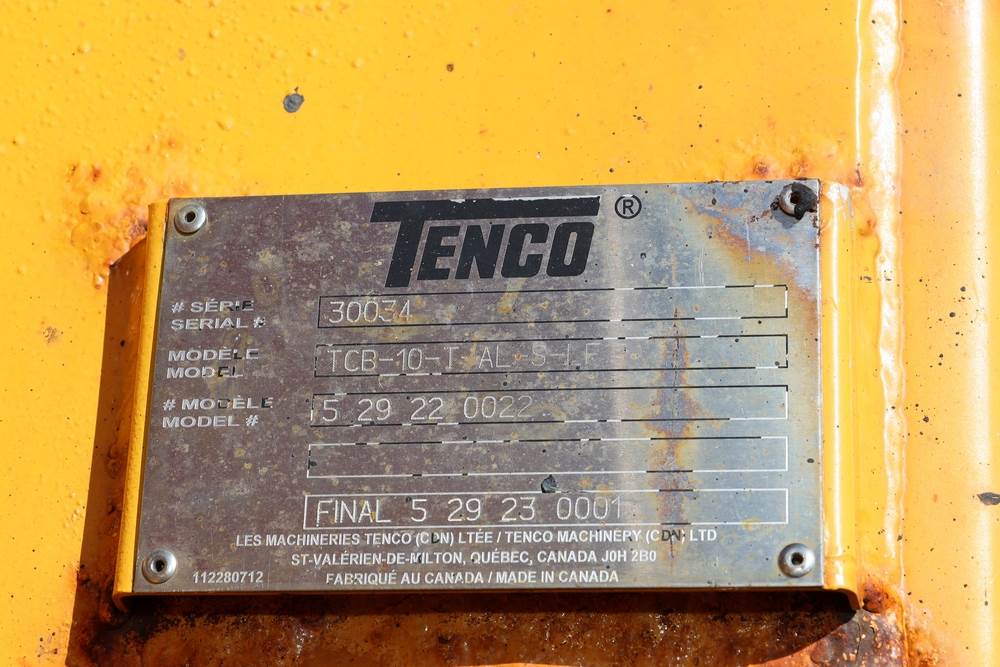 TENCO®
# SÉRIE
SERIAL # 30034
MODÈLE
MODEL TCB-10-T-AL-S-I.F
# MODÈLE
MODEL # 5 29 22 0022
FINAL 5 29 23 0001
LES MACHINERIES TENCO (CDN) LTÉE / TENCO MACHINERY (CDN) LTD
ST-VALÉRIEN-DE-MILTON, QUÉBEC, CANADA J0H 2B0
112280712 FABRIQUÉ AU CANADA / MADE IN CANADA